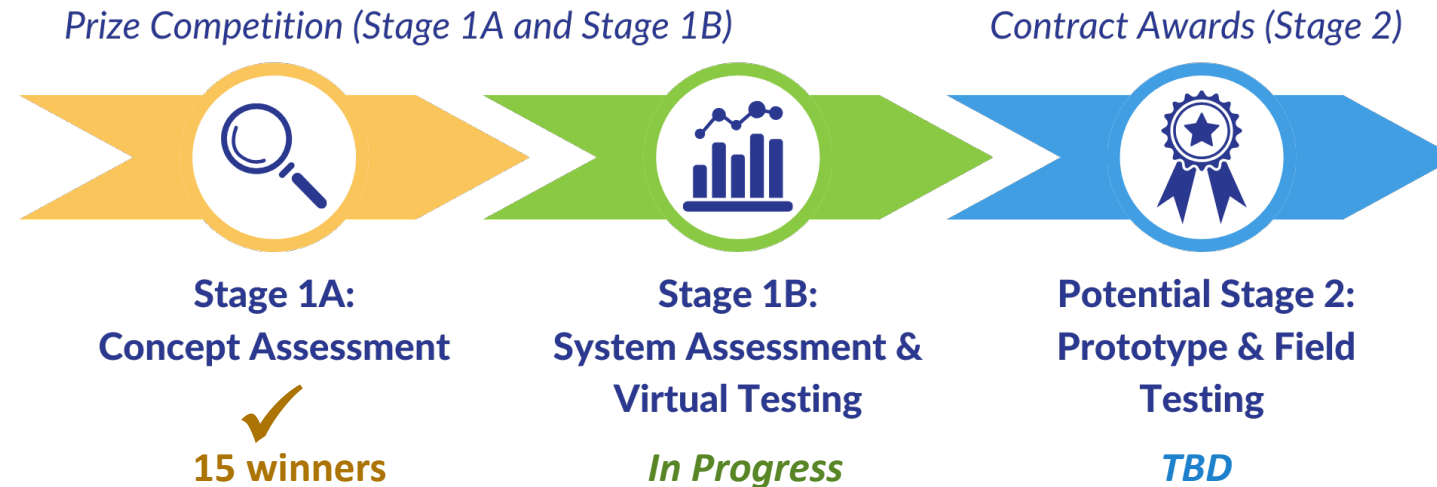 Prize Competition (Stage 1A and Stage 1B)
Contract Awards (Stage 2)
Stage 1A:
Concept Assessment
15 winners
Stage 1B:
System Assessment &
Virtual Testing
In Progress
Potential Stage 2:
Prototype & Field
Testing
TBD